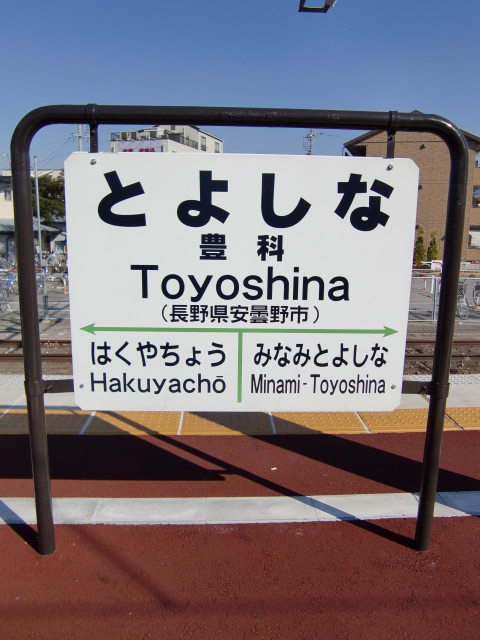 とよしな
豊科
Toyoshina
（長野県安曇野市）
はくやちょう みなみとよしな
Hakuyachō Minami-Toyoshina